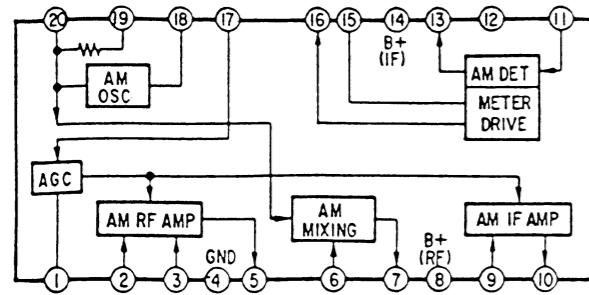 20 19 18 17 16 15 14 13 12 11
B+
(IF)
AM
OSC
AM DET
METER
DRIVE
AGC
AM RF AMP
AM
MIXING
AM IF AMP
GND
B+
(RF)
1 2 3 4 5 6 7 8 9 10